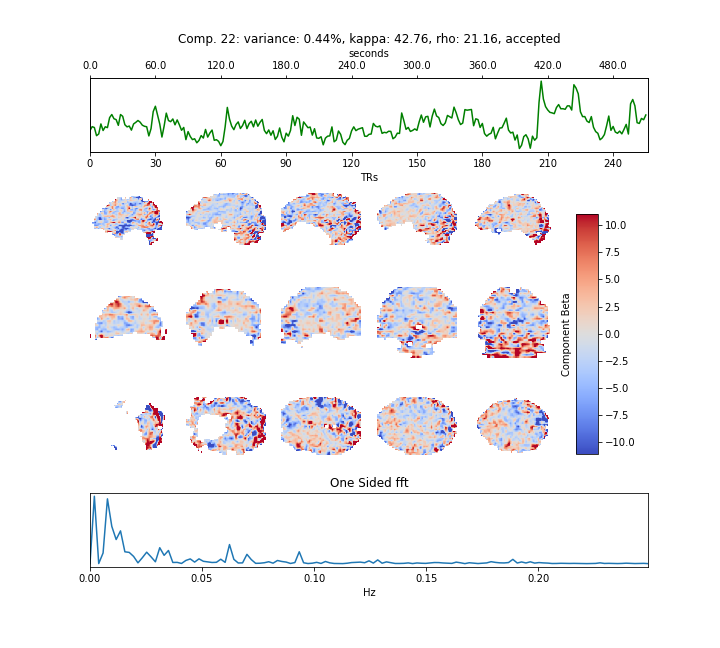 Comp. 22: variance: 0.44%, kappa: 42.76, rho: 21.16, accepted
seconds
0.0 60.0 120.0 180.0 240.0 300.0 360.0 420.0 480.0
0 30 60 90 120 150 180 210 240
TRs
10.0
7.5
5.0
2.5
0.0
−2.5
−5.0
−7.5
−10.0
Component Beta
One Sided fft
0.00 0.05 0.10 0.15 0.20
Hz